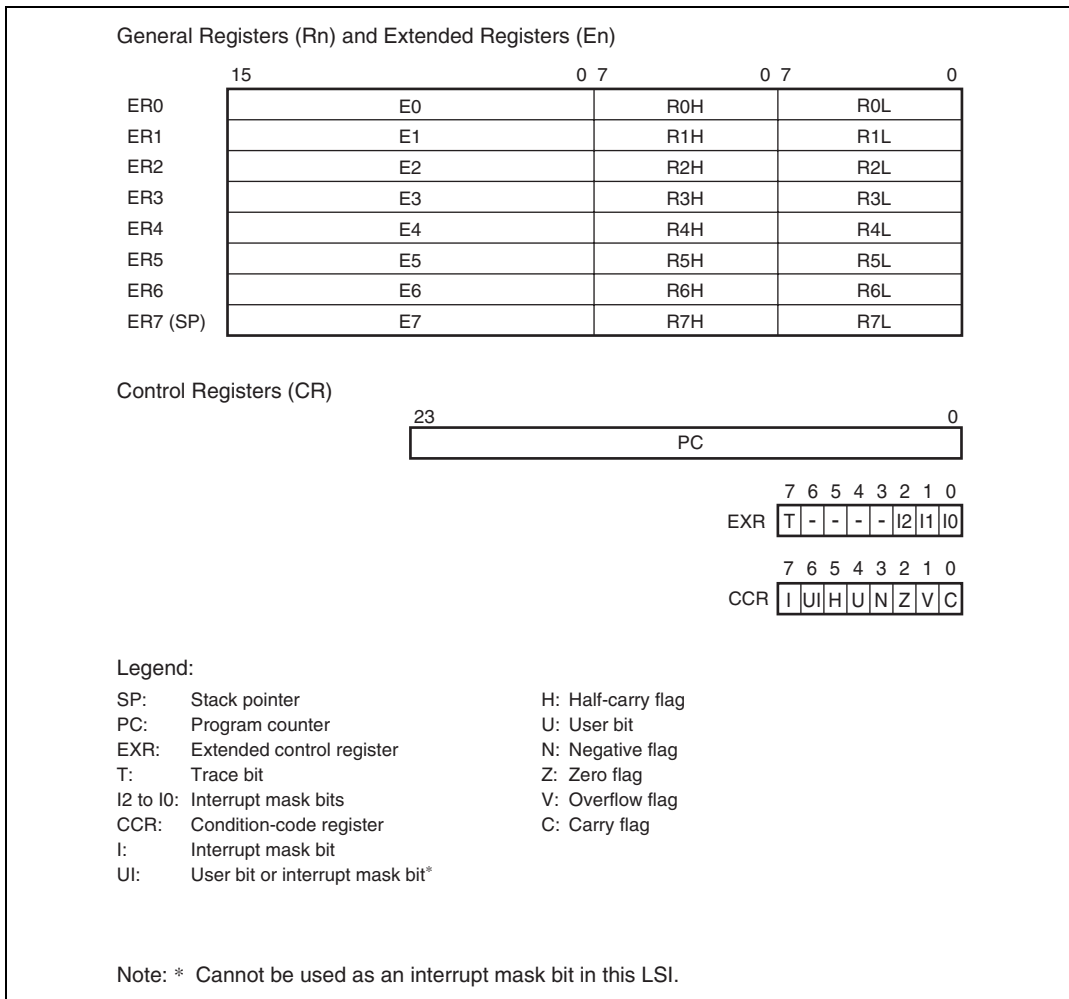 General Registers (Rn) and Extended Registers (En)
15 0 7 0 7 0
ER0 E0 R0H R0L
ER1 E1 R1H R1L
ER2 E2 R2H R2L
ER3 E3 R3H R3L
ER4 E4 R4H R4L
ER5 E5 R5H R5L
ER6 E6 R6H R6L
ER7 (SP) E7 R7H R7L
Control Registers (CR)
23 0
PC
7 6 5 4 3 2 1 0
EXR T - - - - I2 I1 I0
7 6 5 4 3 2 1 0
CCR I UI H U N Z V C
Legend:
SP: Stack pointer
PC: Program counter
EXR: Extended control register
T: Trace bit
I2 to I0: Interrupt mask bits
CCR: Condition-code register
I: Interrupt mask bit
UI: User bit or interrupt mask bit*
H: Half-carry flag
U: User bit
N: Negative flag
Z: Zero flag
V: Overflow flag
C: Carry flag
Note: * Cannot be used as an interrupt mask bit in this LSI.